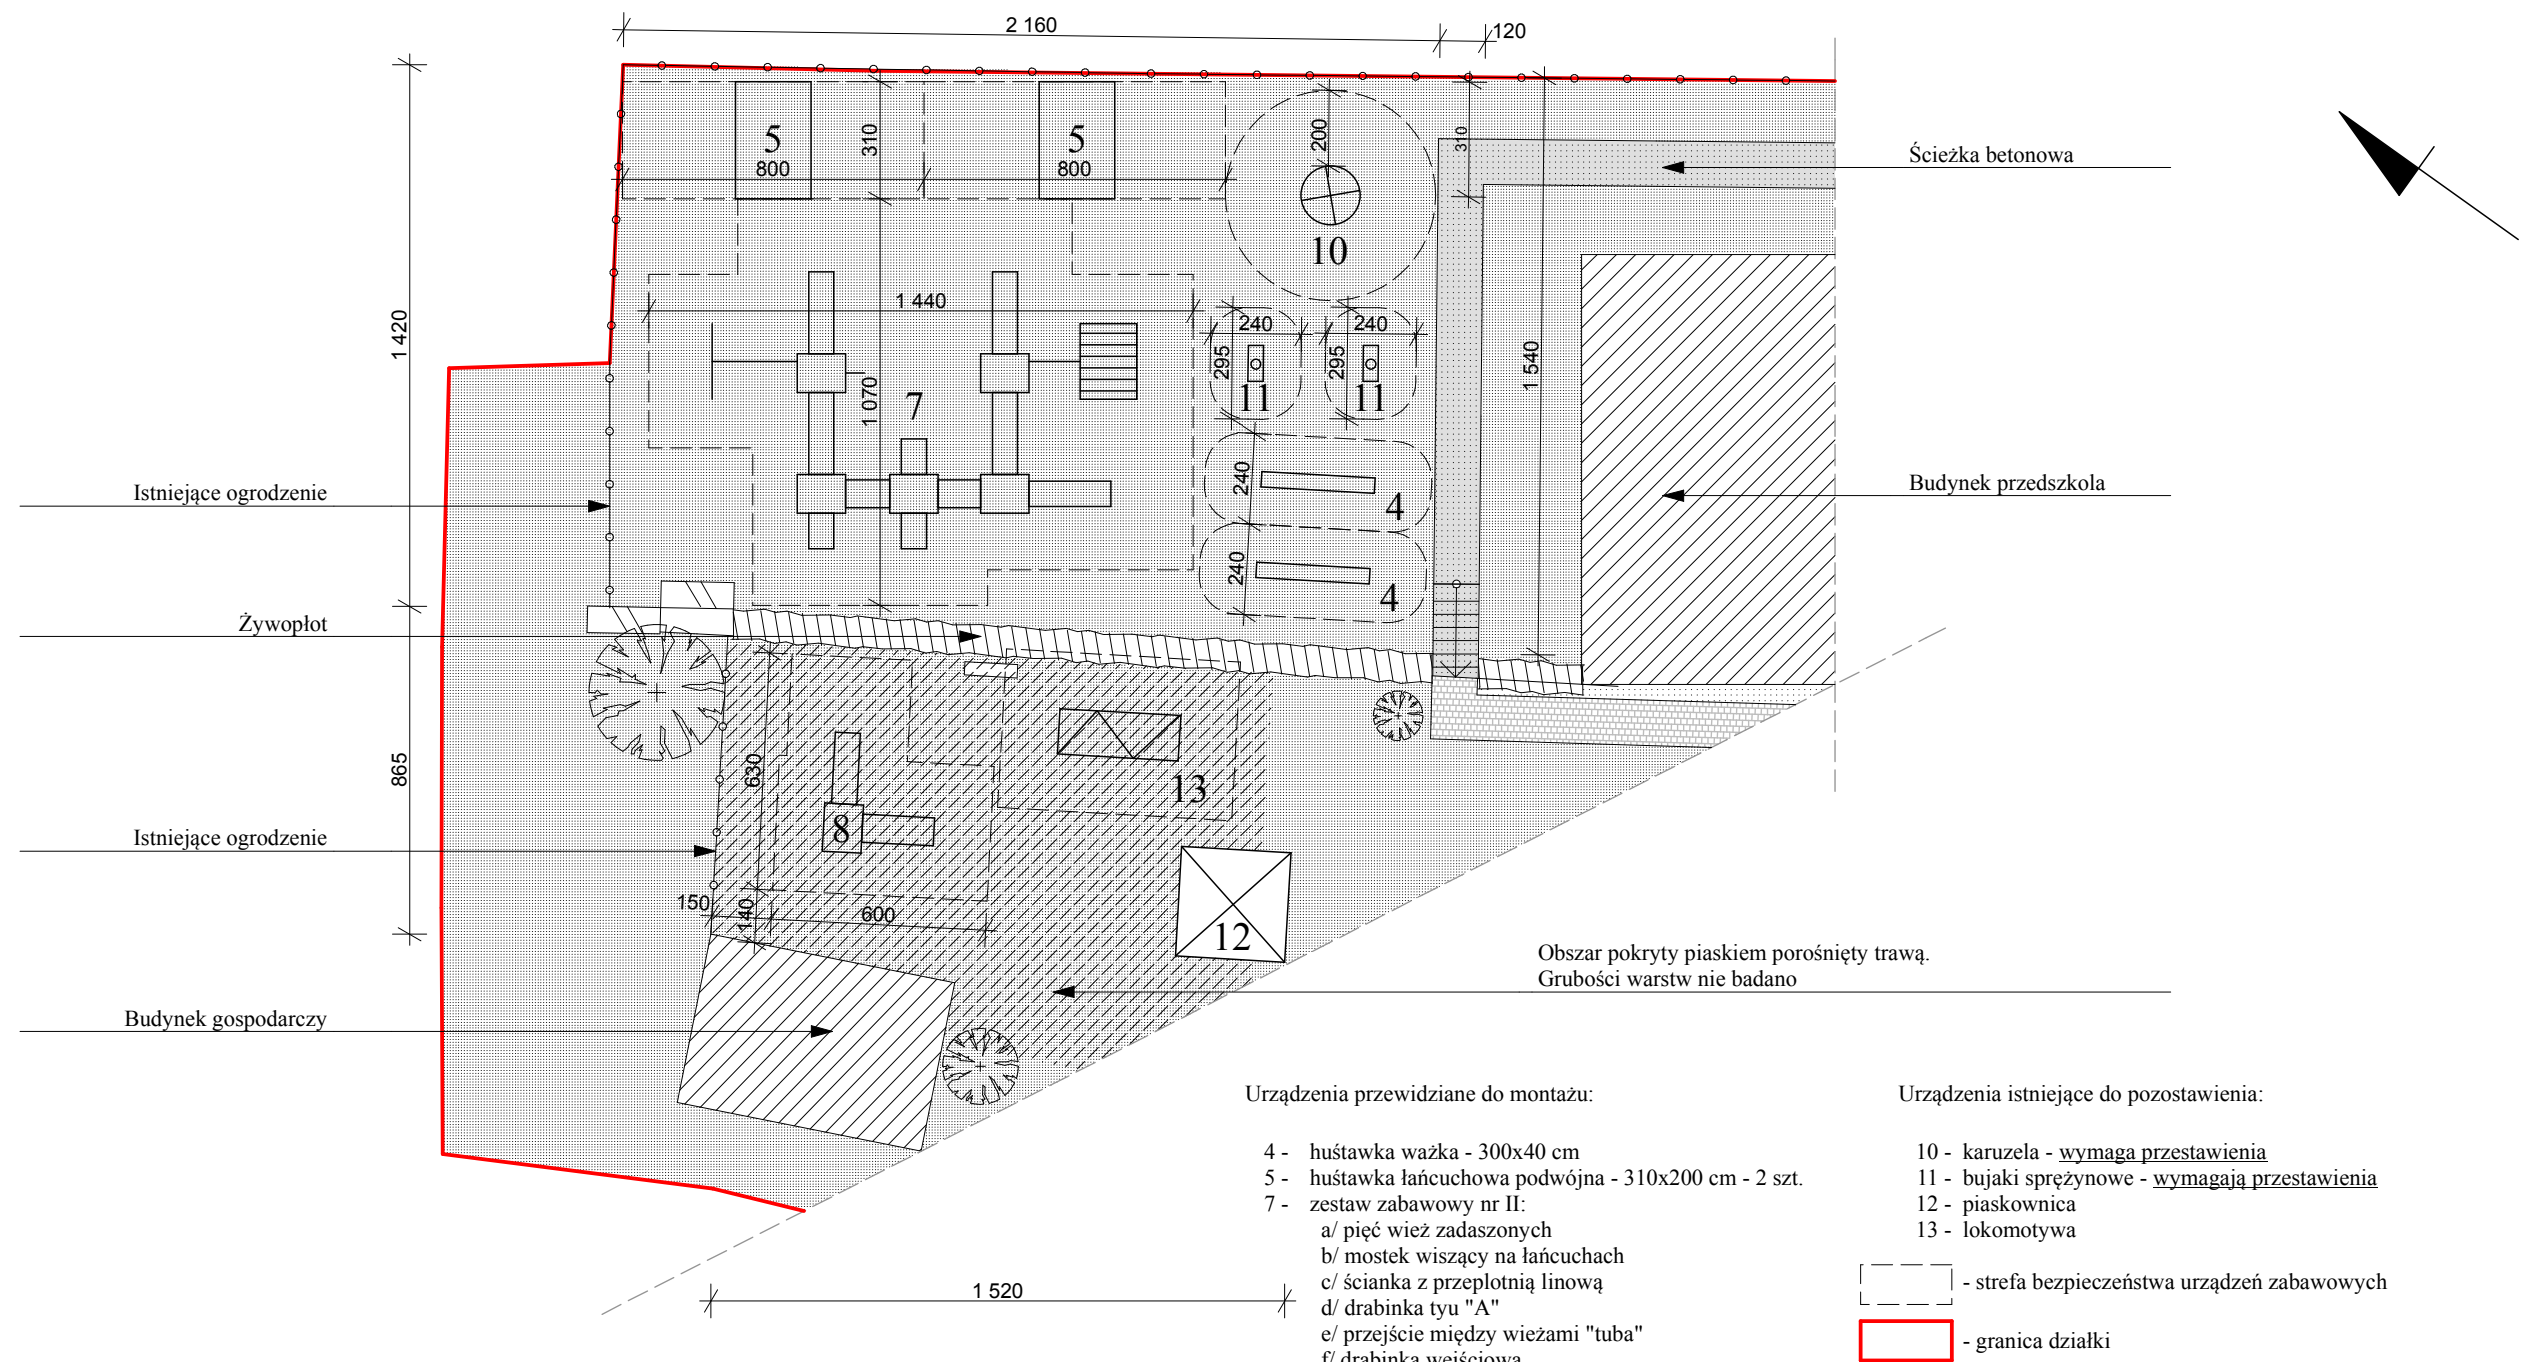 2 160
120
5
5
310
800
800
200
10
310
Ścieżka betonowa
1 440
1 420
240
240
295
295
11
11
1 540
1 070
7
Istniejące ogrodzenie
Budynek przedszkola
240
4
240
4
Żywopłot
865
630
13
8
Istniejące ogrodzenie
150
140
600
12
Obszar pokryty piaskiem porośnięty trawą.
Grubości warstw nie badano
Budynek gospodarczy
1 520
Urządzenia przewidziane do montażu:
4 - huśtawka ważka - 300x40 cm
5 - huśtawka łańcuchowa podwójna - 310x200 cm - 2 szt.
7 - zestaw zabawowy nr II:
a/ pięć wież zadaszonych
b/ mostek wiszący na łańcuchach
c/ ścianka z przeplotnią linową
d/ drabinka tyu "A"
e/ przejście między wieżami "tuba"
f/ drabinka wejściowa
Urządzenia istniejące do pozostawienia:
10 - karuzela - wymaga przestawienia
11 - bujaki sprężynowe - wymagają przestawienia
12 - piaskownica
13 - lokomotywa
- strefa bezpieczeństwa urządzeń zabawowych
- granica działki